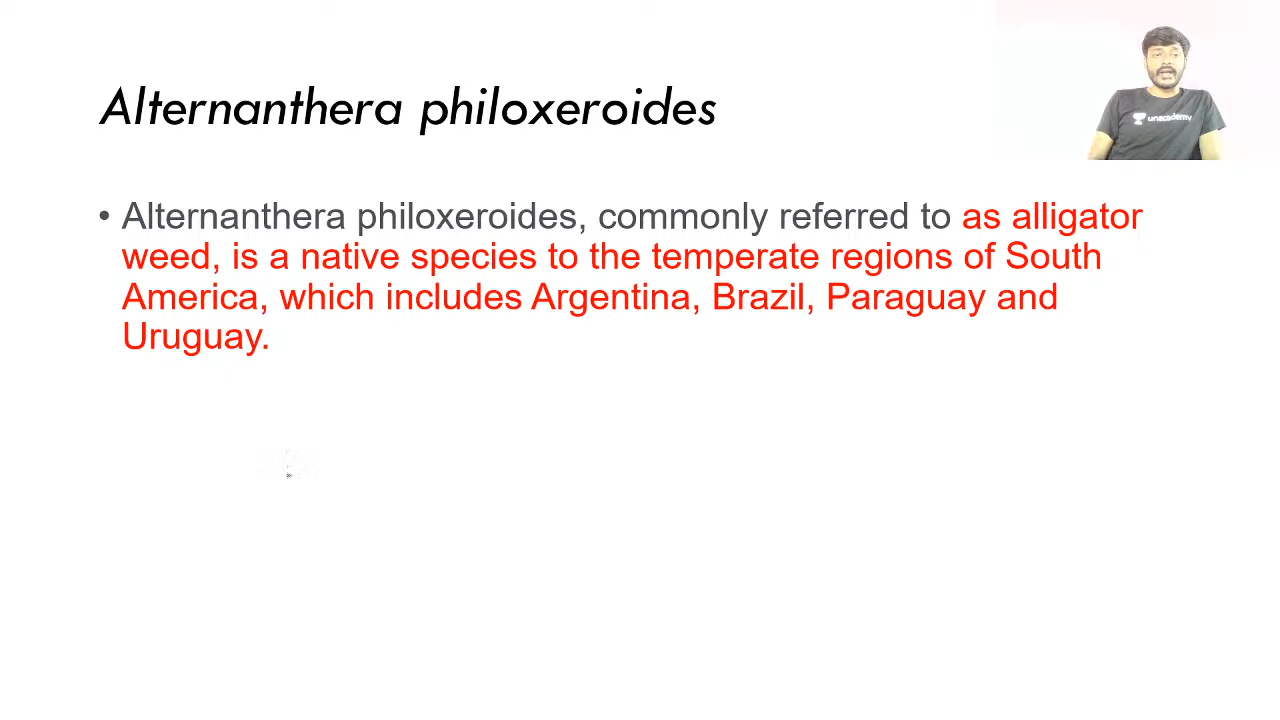 Alternanthera philoxeroides
unacademy
• Alternanthera philoxeroides, commonly referred to as alligator
weed, is a native species to the temperate regions of South
America, which includes Argentina, Brazil, Paraguay and
Uruguay.